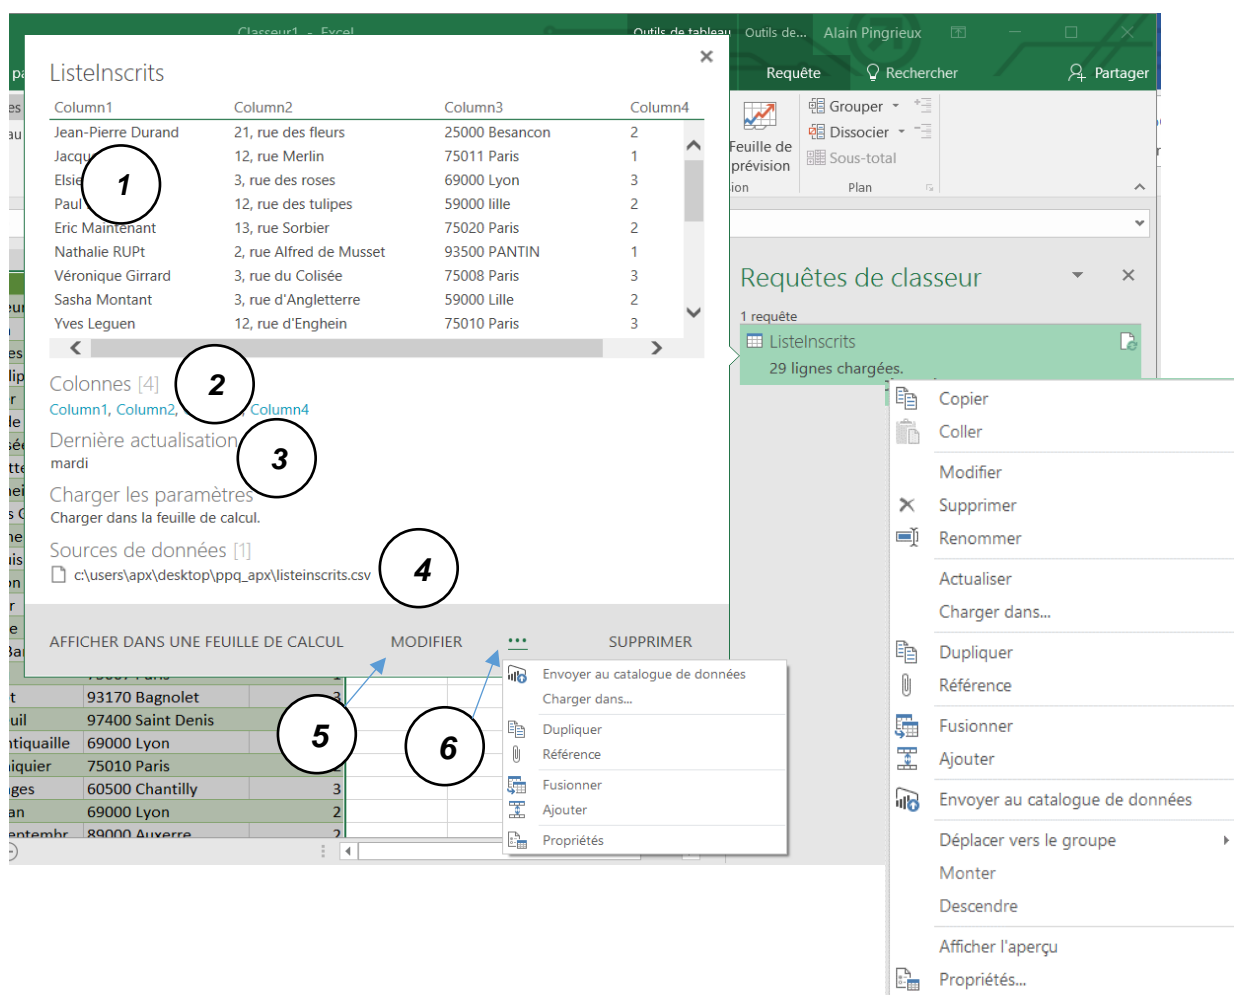 Classeur1 - Excel
Outils de tableau
Outils de...
Alain Pingrieux
Requête
Rechercher
Partager
Grouper
Dissocier
Sous-total
Feuille de
prévision
Plan
ListeInscrits
Column1 Column2 Column3 Column4
Jean-Pierre Durand 21, rue des fleurs 25000 Besancon 2
12, rue Merlin 75011 Paris 1
3, rue des roses 69000 Lyon 3
Paul 12, rue des tulipes 59000 lille 2
Eric Maintenant 13, rue Sorbier 75020 Paris 2
Nathalie RUPt 2, rue Alfred de Musset 93500 PANTIN 1
Véronique Girrard 3, rue du Colisée 75008 Paris 3
Sasha Montant 3, rue d'Angletterre 59000 Lille 2
Yves Leguen 12, rue d'Enghein 75010 Paris 3
1
Colonnes [4]
2
Column1, Column2, , Column4
Dernière actualisation
mardi
3
Charger les paramètres
Charger dans la feuille de calcul.
Sources de données [1]
c:\users\apx\desktop\ppq_apx\listeinscrits.csv
4
AFFICHER DANS UNE FEUILLE DE CALCUL MODIFIER ... SUPPRIMER
5
6
Envoyer au catalogue de données
Charger dans...
Dupliquer
Référence
Fusionner
Ajouter
Propriétés
93170 Bagnolet 3
97400 Saint Denis
69000 Lyon
75010 Paris
60500 Chantilly 3
69000 Lyon 2
89000 Auxerre 2
Requêtes de classeur
1 requête
ListeInscrits
29 lignes chargées.
Copier
Coller
Modifier
Supprimer
Renommer
Actualiser
Charger dans...
Dupliquer
Référence
Fusionner
Ajouter
Envoyer au catalogue de données
Déplacer vers le groupe
Monter
Descendre
Afficher l'aperçu
Propriétés...